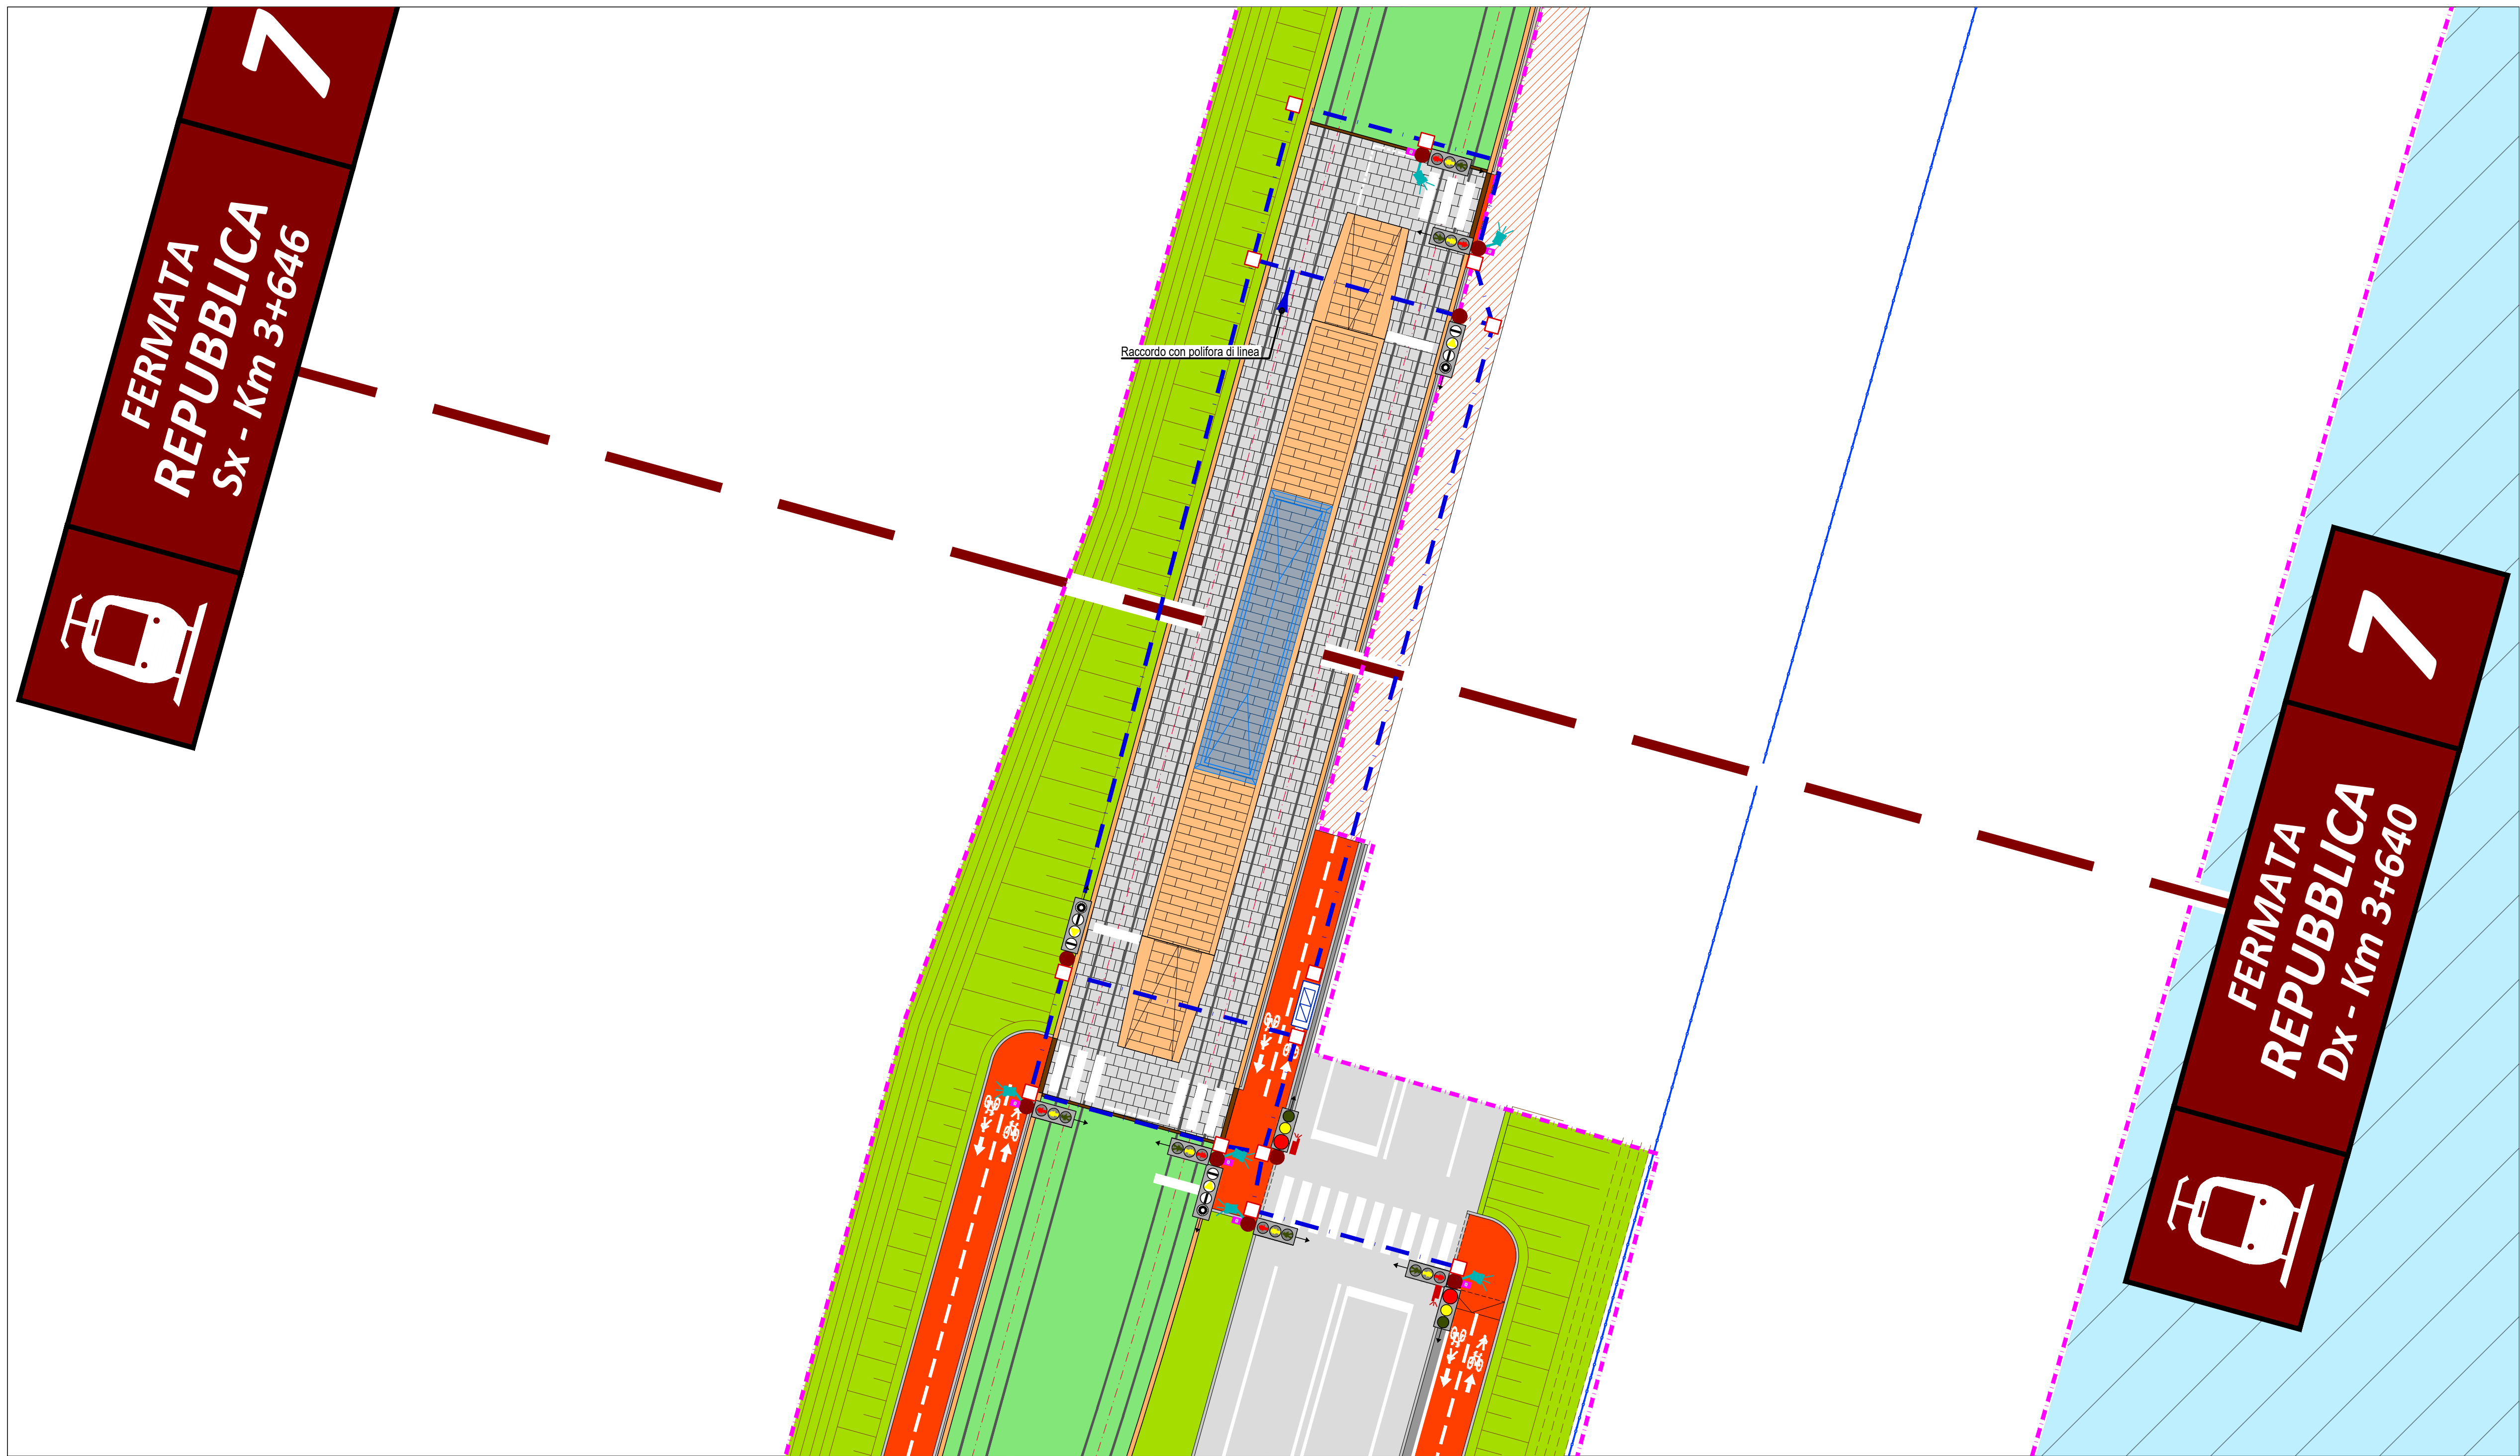 7
FERMATA
REPUBBLICA
Sx - Km 3+646
Raccordo con polifora di linea
7
FERMATA
REPUBBLICA
Dx - Km 3+640